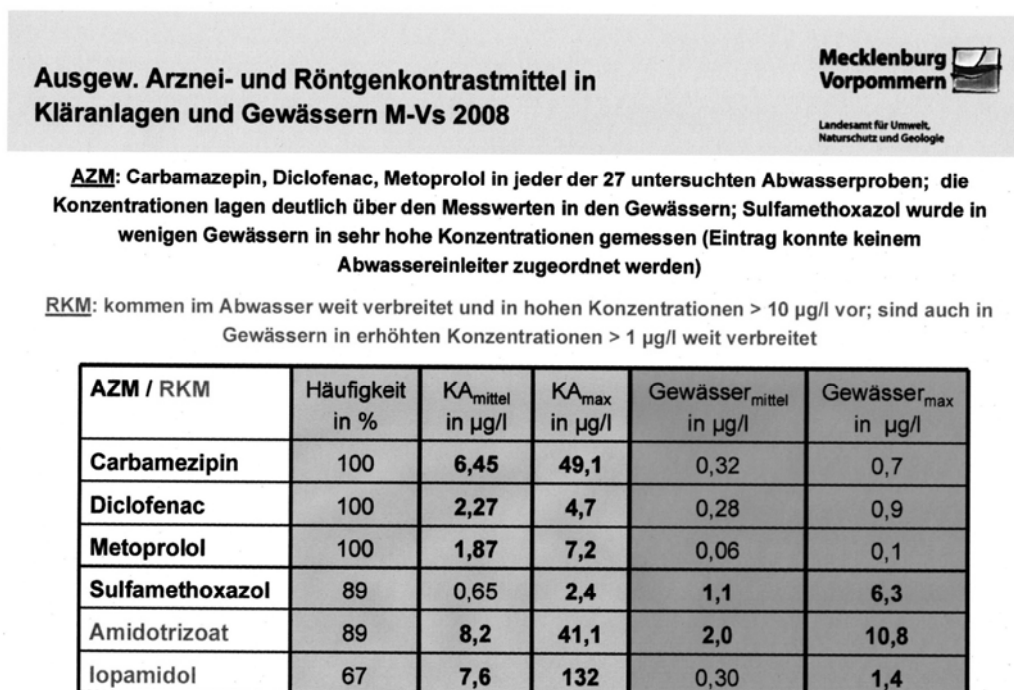 Ausgew. Arznei- und Röntgenkontrastmittel in
Kläranlagen und Gewässern M-Vs 2008
Mecklenburg
Vorpommern
Landesamt für Umwelt,
Naturschutz und Geologie
AZM: Carbamazepin, Diclofenac, Metoprolol in jeder der 27 untersuchten Abwasserproben; die
Konzentrationen lagen deutlich über den Messwerten in den Gewässern; Sulfamethoxazol wurde in
wenigen Gewässern in sehr hohe Konzentrationen gemessen (Eintrag konnte keinem
Abwassereinleiter zugeordnet werden)
RKM: kommen im Abwasser weit verbreitet und in hohen Konzentrationen > 10 µg/l vor; sind auch in
Gewässern in erhöhten Konzentrationen > 1 µg/l weit verbreitet
AZM / RKM Häufigkeit in % KAmittel in µg/l KAmax in µg/l Gewässermittel in µg/l Gewässermax in µg/l
Carbamezipin 100 6,45 49,1 0,32 0,7
Diclofenac 100 2,27 4,7 0,28 0,9
Metoprolol 100 1,87 7,2 0,06 0,1
Sulfamethoxazol 89 0,65 2,4 1,1 6,3
Amidotrizoat 89 8,2 41,1 2,0 10,8
Iopamidol 67 7,6 132 0,30 1,4